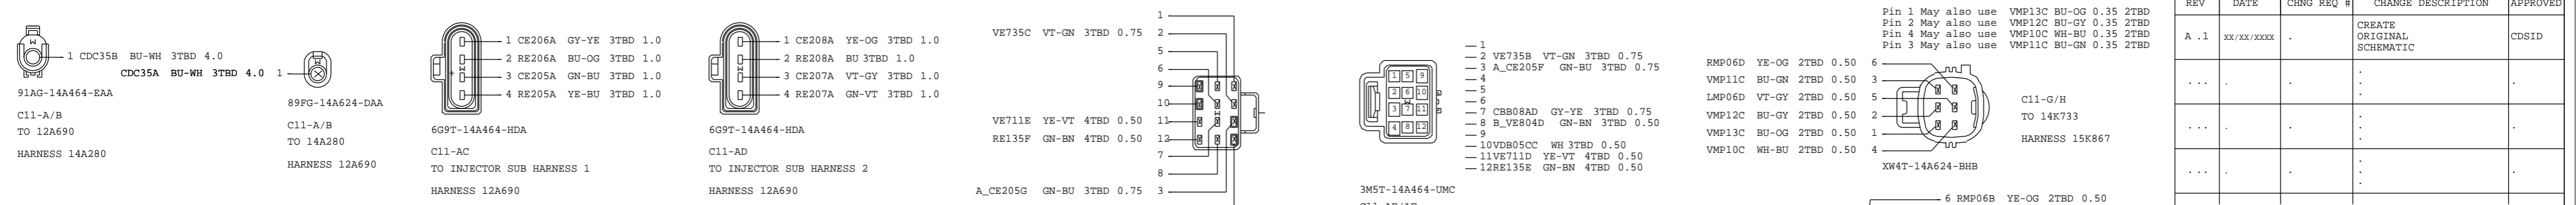 1 CDC35B BU-WH 3TBD 4.0
CDC35A BU-WH 3TBD 4.0 1
91AG-14A464-EAA
C11-A/B
TO 12A690
HARNESS 14A280
89FG-14A624-DAA
C11-A/B
TO 14A280
HARNESS 12A690
1 CE206A GY-YE 3TBD 1.0
2 RE206A BU-OG 3TBD 1.0
3 CE205A GN-BU 3TBD 1.0
4 RE205A YE-BU 3TBD 1.0
6G9T-14A464-HDA
C11-AC
TO INJECTOR SUB HARNESS 1
HARNESS 12A690
1 CE208A YE-OG 3TBD 1.0
2 RE208A BU 3TBD 1.0
3 CE207A VT-GY 3TBD 1.0
4 RE207A GN-VT 3TBD 1.0
6G9T-14A464-HDA
C11-AD
TO INJECTOR SUB HARNESS 2
HARNESS 12A690
1
VE735C VT-GN 3TBD 0.75 2
5
6
9
10
VE711E YE-VT 4TBD 0.50 11
RE135F GN-BN 4TBD 0.50 12
7
8
A_CE205G GN-BU 3TBD 0.75 3
1 5 9
2 6 10
3 7 11
4 8 12
1
2 VE735B VT-GN 3TBD 0.75
3 A_CE205F GN-BU 3TBD 0.75
4
5
6
7 CBB08AD GY-YE 3TBD 0.75
8 B_VE804D GN-BN 3TBD 0.50
9
10VDB05CC WH 3TBD 0.50
11VE711D YE-VT 4TBD 0.50
12RE135E GN-BN 4TBD 0.50
3M5T-14A464-UMC
Pin 1 May also use VMP13C BU-OG 0.35 2TBD
Pin 2 May also use VMP12C BU-GY 0.35 2TBD
Pin 4 May also use VMP10C WH-BU 0.35 2TBD
Pin 3 May also use VMP11C BU-GN 0.35 2TBD
RMP06D YE-OG 2TBD 0.50 6
VMP11C BU-GN 2TBD 0.50 3
LMP06D VT-GY 2TBD 0.50 5
VMP12C BU-GY 2TBD 0.50 2
VMP13C BU-OG 2TBD 0.50 1
VMP10C WH-BU 2TBD 0.50 4
XW4T-14A624-BHB
C11-G/H
TO 14K733
HARNESS 15K867
6 RMP06B YE-OG 2TBD 0.50
REV DATE CHNG REQ # CHANGE DESCRIPTION APPROVED
A .1 XX/XX/XXXX . CREATE ORIGINAL SCHEMATIC CDSID